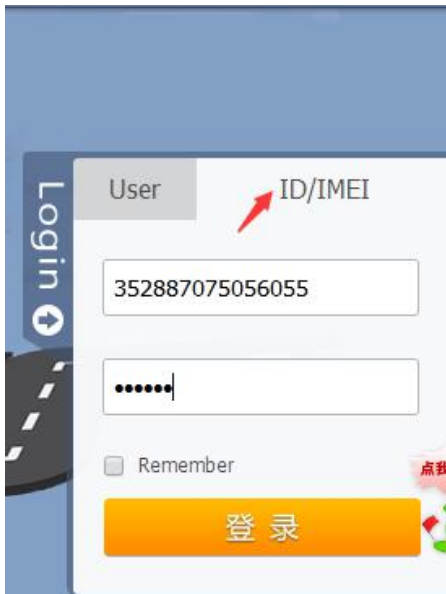 Login
User
ID/IMEI
352887075056055
••••••
Remember
登录
点我